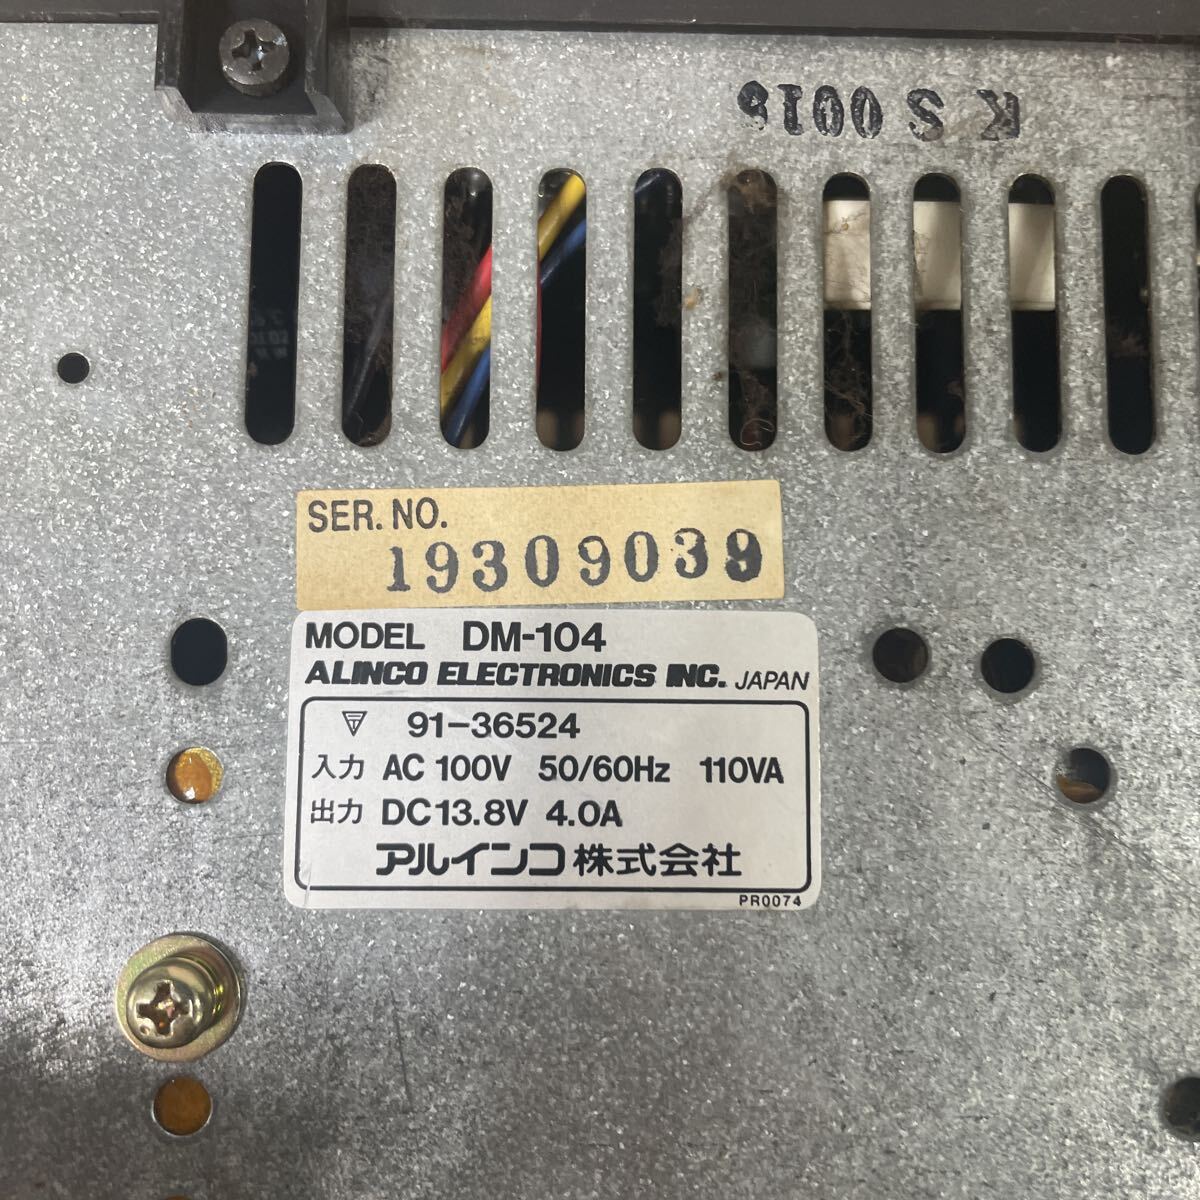 KS0016
SER. NO.
19309039
MODEL DM-104
ALINCO ELECTRONICS INC. JAPAN
91-36524
入力 AC 100V 50/60Hz 110VA
出力 DC13.8V 4.0A
アルインコ株式会社
PR0074